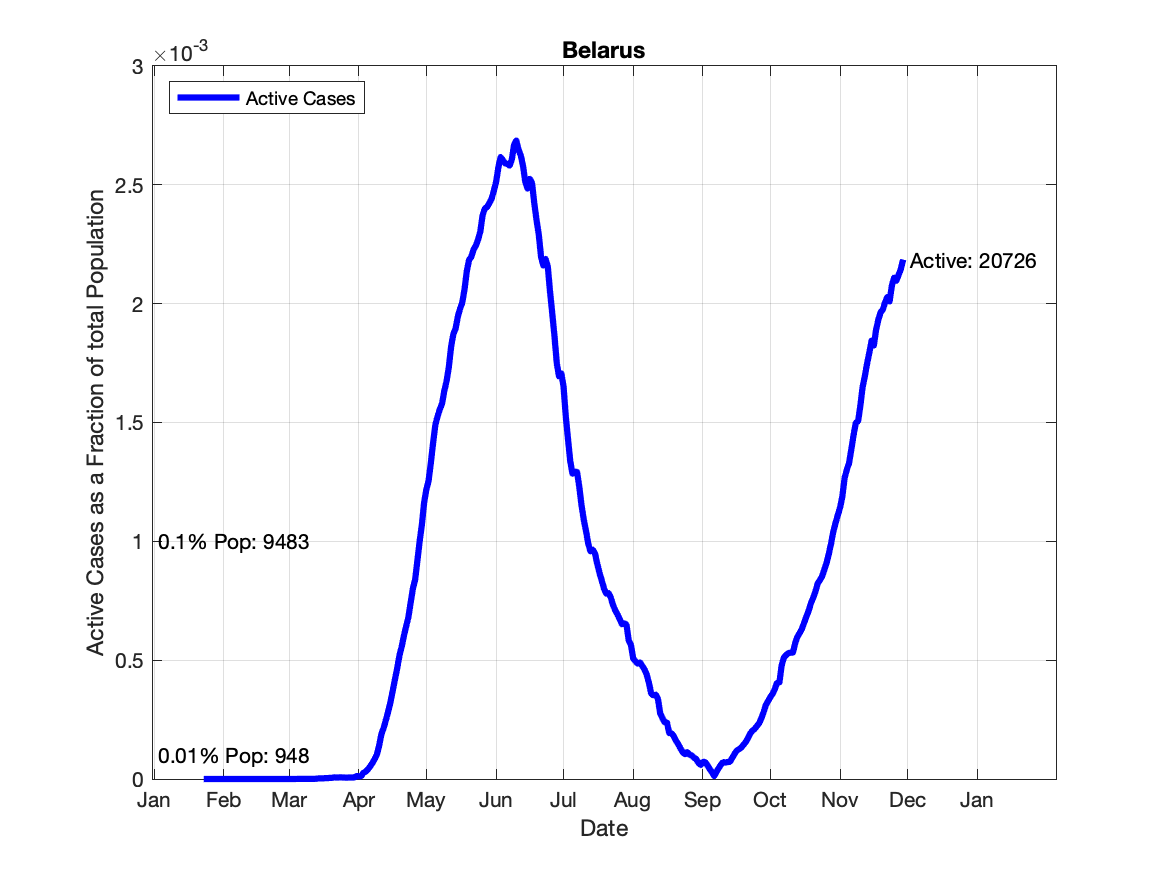 Belarus
×10-3
3
2.5
2
1.5
1
0.5
0
Active Cases
Active: 20726
0.1% Pop: 9483
0.01% Pop: 948
Active Cases as a Fraction of total Population
Jan Feb Mar Apr May Jun Jul Aug Sep Oct Nov Dec Jan
Date